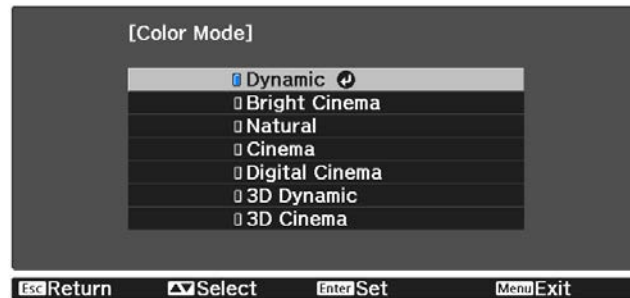 [Color Mode]
Dynamic
Bright Cinema
Natural
Cinema
Digital Cinema
3D Dynamic
3D Cinema
Esc Return Select Enter Set Menu Exit